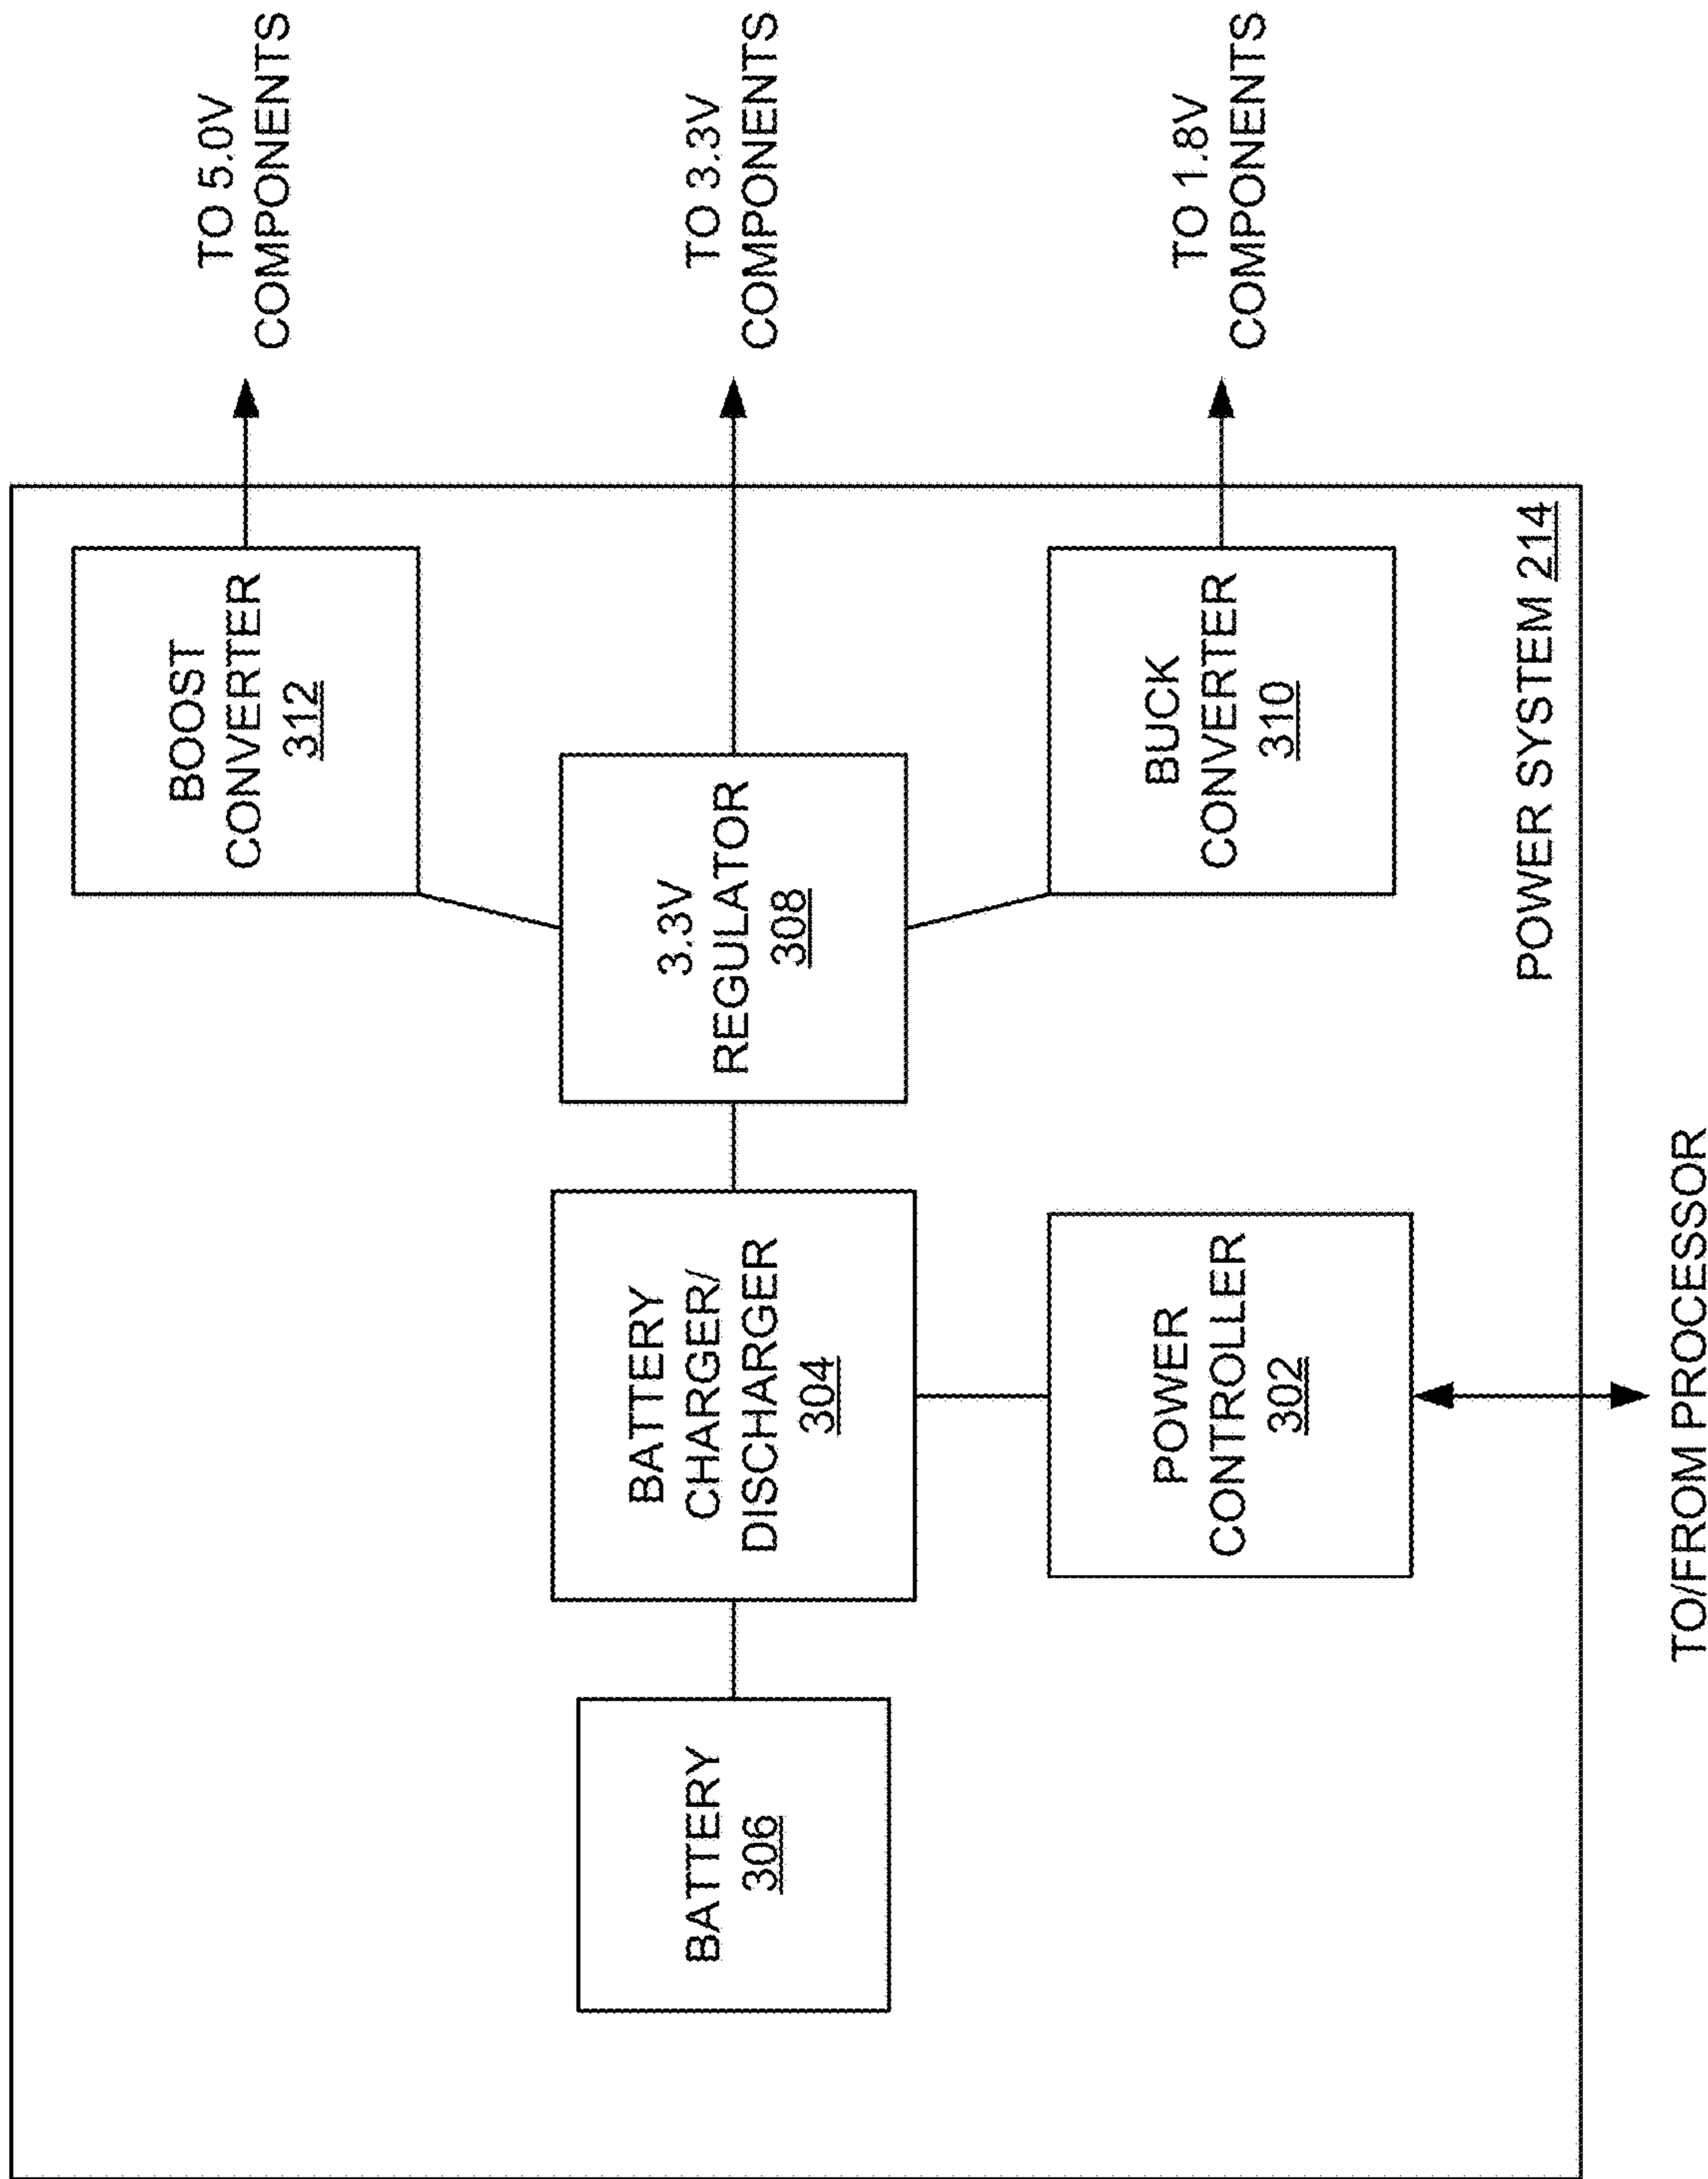 BATTERY
306
BATTERY
CHARGER/
DISCHARGER
304
POWER
CONTROLLER
302
3.3V
REGULATOR
308
BOOST
CONVERTER
312
BUCK
CONVERTER
310
TO 5.0V
COMPONENTS
TO 3.3V
COMPONENTS
TO 1.8V
COMPONENTS
POWER SYSTEM 214
TO/FROM PROCESSOR